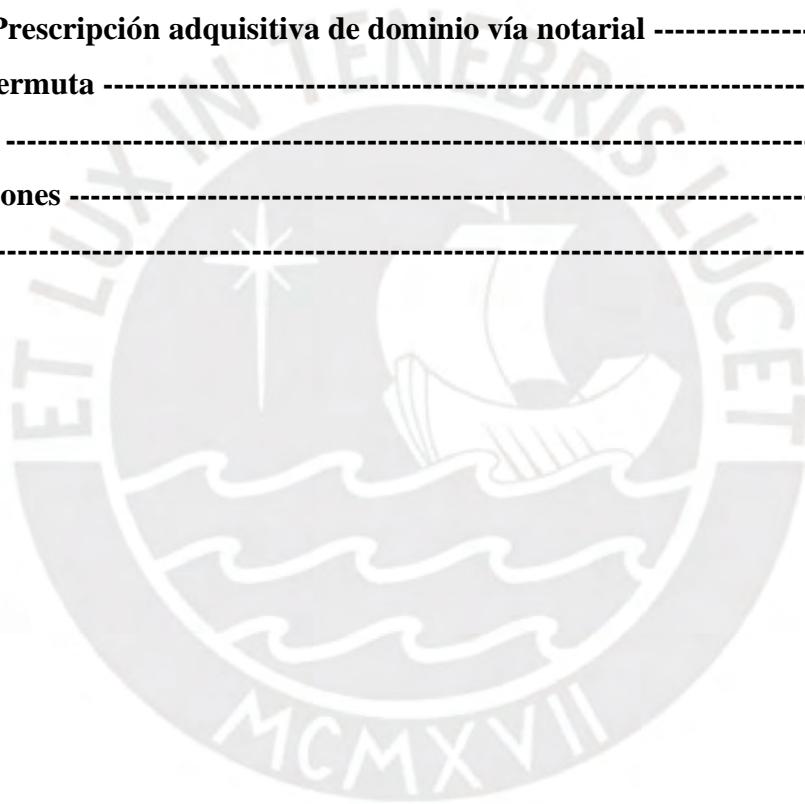 Prescripción adquisitiva de dominio vía notarial ---------------
ermuta -------------------------------------------------------------------
------------------------------------------------------------------------------
ones ----------------------------------------------------------------------
------------------------------------------------------------------------------
ET LUX IN TENEBRIS LUCET
MCMXVII